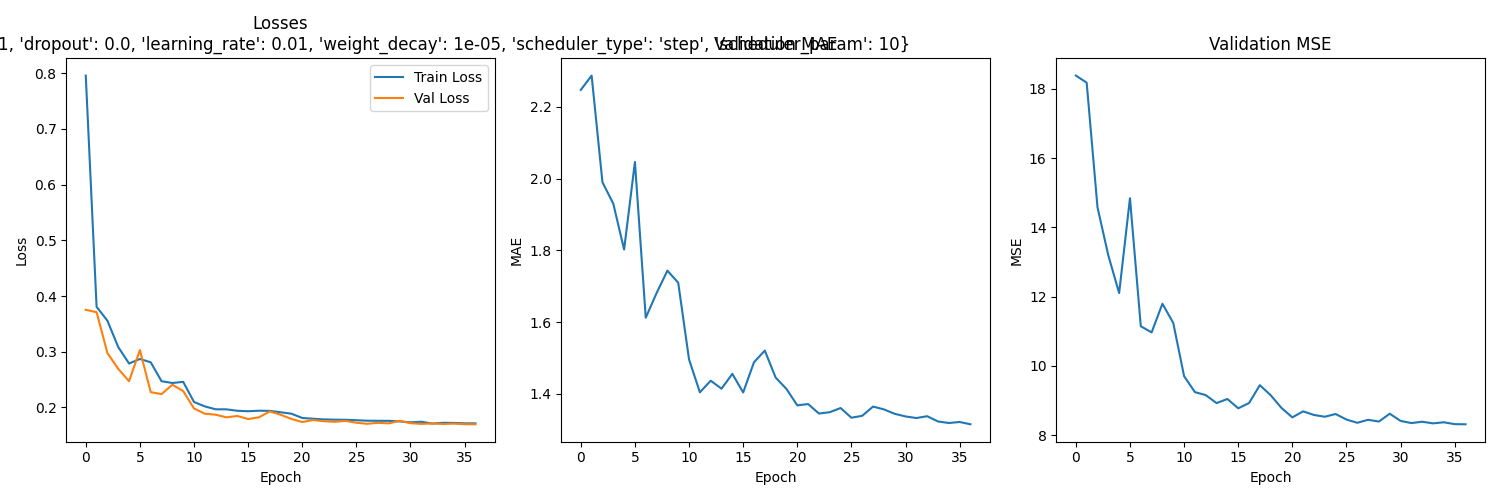 Losses
1, 'dropout': 0.0, 'learning_rate': 0.01, 'weight_decay': 1e-05, 'scheduler_type': 'step', 'scheduler_param': 10}
Train Loss
Val Loss
0.8
0.7
0.6
0.5
0.4
0.3
0.2
Loss
0 5 10 15 20 25 30 35
Epoch
Validation MAE
2.2
2.0
1.8
1.6
1.4
MAE
0 5 10 15 20 25 30 35
Epoch
Validation MSE
18
16
14
12
10
8
MSE
0 5 10 15 20 25 30 35
Epoch